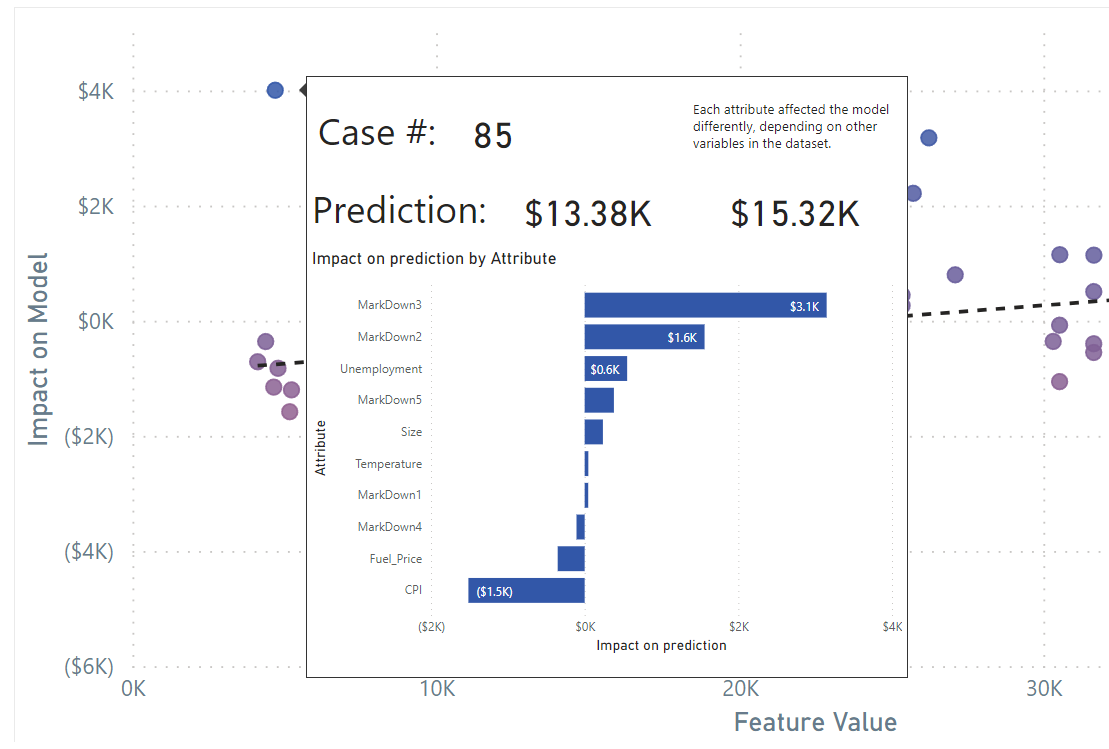 $4K
$2K
$0K
($2K)
($4K)
($6K)
Impact on Model
0K
10K
20K
30K
Feature Value
Case #: 85
Each attribute affected the model
differently, depending on other
variables in the dataset.
Prediction: $13.38K $15.32K
Impact on prediction by Attribute
Attribute
MarkDown3 $3.1K
MarkDown2 $1.6K
Unemployment $0.6K
MarkDown5
Size
Temperature
MarkDown1
MarkDown4
Fuel_Price
CPI ($1.5K)
($2K) $0K $2K $4K
Impact on prediction